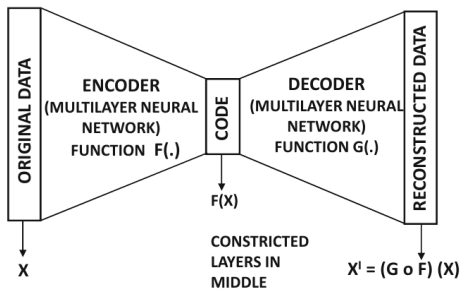 ORIGINAL DATA
ENCODER
(MULTILAYER NEURAL
NETWORK)
FUNCTION F(.)
CODE
DECODER
(MULTILAYER NEURAL
NETWORK)
FUNCTION G(.)
RECONSTRUCTED DATA
F(X)
CONSTRICTED
LAYERS IN
MIDDLE
X
X' = (G o F) (X)